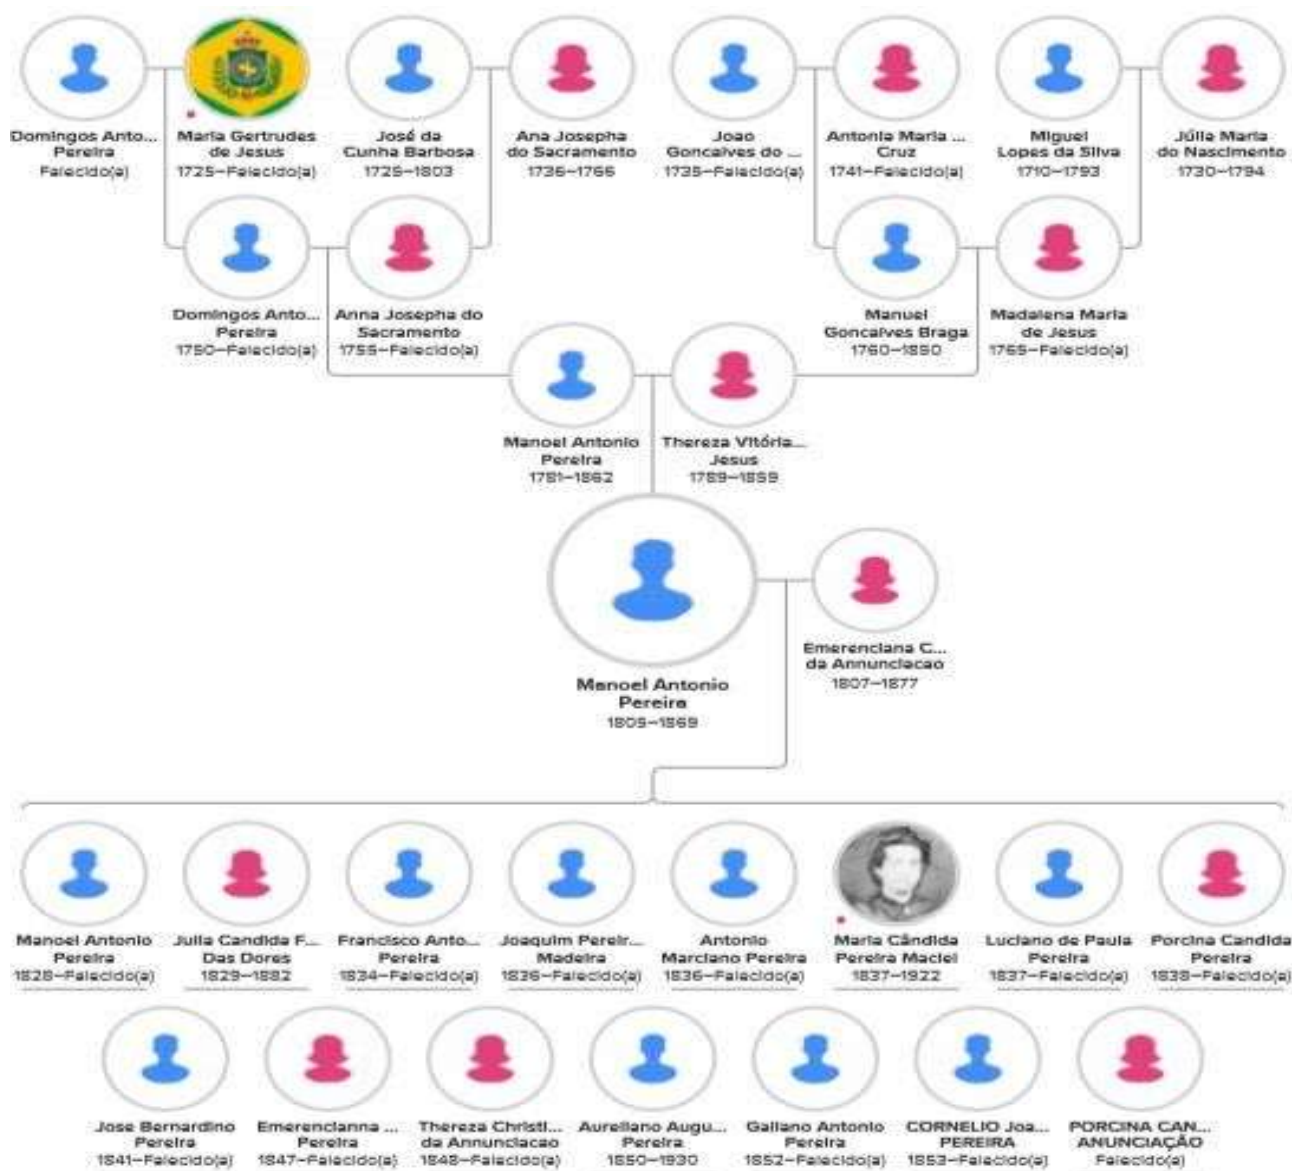 Domingos Anto...
Pereira
Falecido(a)
Maria Gertrudes
de Jesus
1725–Falecido(a)
José da
Cunha Barbosa
1725–1803
Ana Josepha
do Sacramento
1736–1766
Joao
Goncalves do ...
1735–Falecido(a)
Antonia Maria ...
Cruz
1741–Falecido(a)
Miguel
Lopes da Silva
1710–1793
Júlia Maria
do Nascimento
1730–1794
Domingos Anto...
Pereira
1750–Falecido(a)
Anna Josepha do
Sacramento
1755–Falecido(a)
Manuel
Goncalves Braga
1760–1850
Madalena Maria
de Jesus
1765–Falecido(a)
Manoel Antonio
Pereira
1781–1862
Thereza Vitória...
Jesus
1789–1859
Manoel Antonio
Pereira
1805–1869
Emerenciana C...
da Annunciacao
1807–1877
Manoel Antonio
Pereira
1828–Falecido(a)
Julia Candida F...
Das Dores
1829–1882
Francisco Anto...
Pereira
1834–Falecido(a)
Joaquim Pereir...
Madeira
1836–Falecido(a)
Antonio
Marciano Pereira
1836–Falecido(a)
Maria Cândida
Pereira Maciel
1837–1922
Luciano de Paula
Pereira
1837–Falecido(a)
Porcina Candida
Pereira
1838–Falecido(a)
Jose Bernardino
Pereira
1841–Falecido(a)
Emerencianna ...
Pereira
1847–Falecido(a)
Thereza Christi...
da Annunciacao
1848–Falecido(a)
Aureliano Augu...
Pereira
1850–1930
Galiano Antonio
Pereira
1852–Falecido(a)
CORNELIO Joa...
PEREIRA
1853–Falecido(a)
PORCINA CAN...
ANUNCIAÇÃO
Falecido(a)